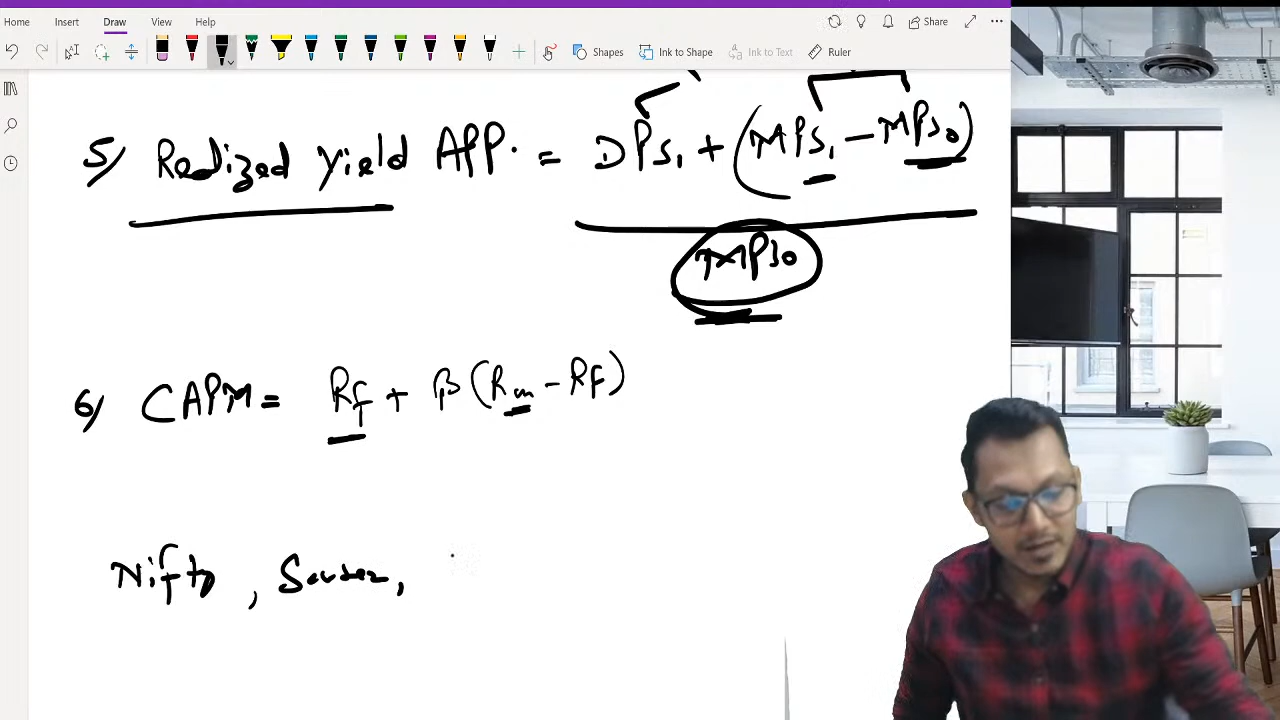 Home Insert Draw View Help Share
Shapes Ink to Shape Ink to Text Ruler
5) Realized Yield APP. = DPS1 + (MPS1 - MPS0)
MPS0
6) CAPM = Rf + β (Rm - Rf)
Nifty, Sensex,